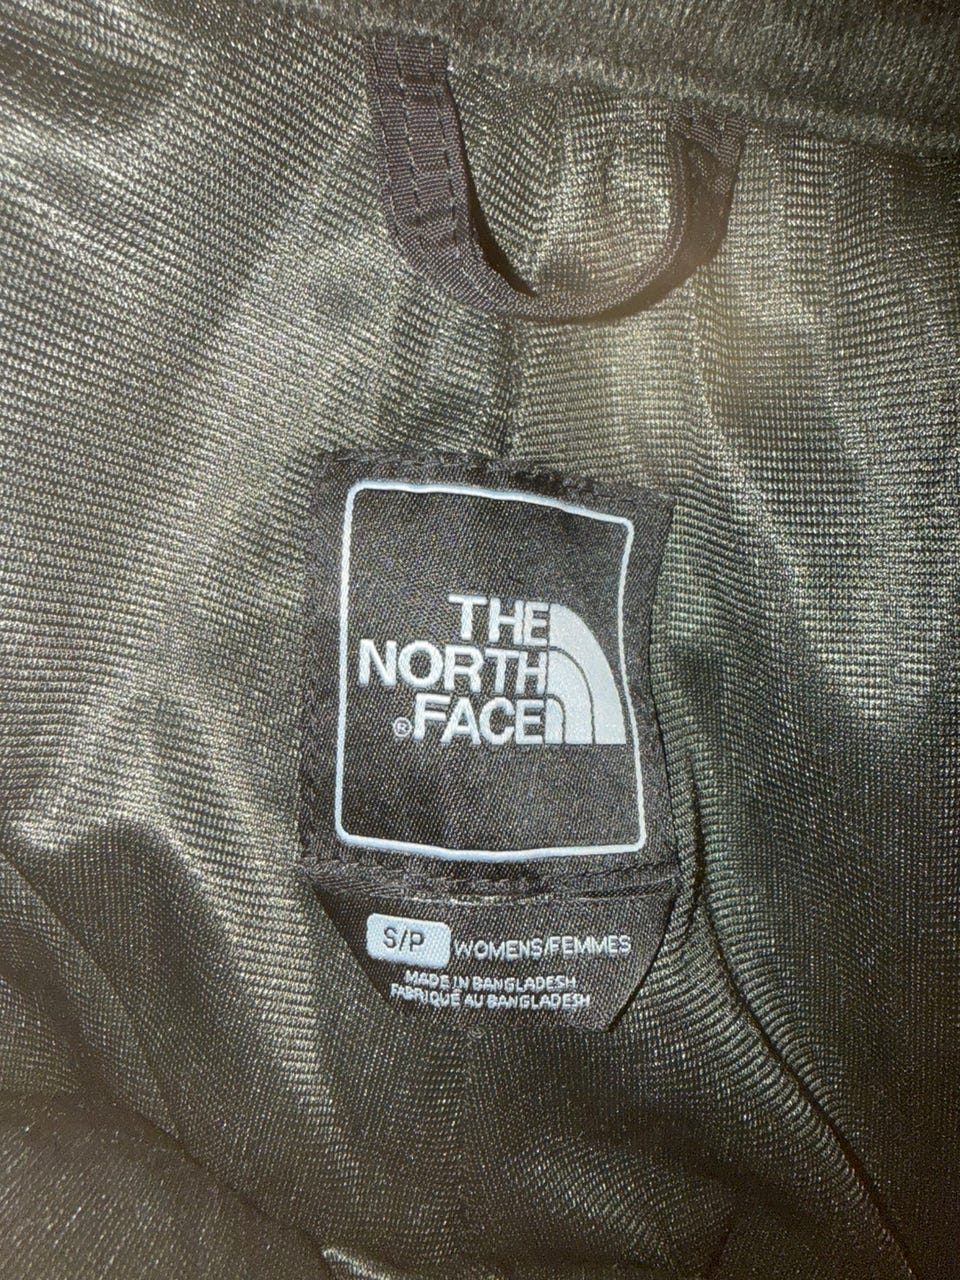 THE
NORTH
®FACE
S/P WOMENS/FEMMES
MADE IN BANGLADESH
FABRIQUÉ AU BANGLADESH